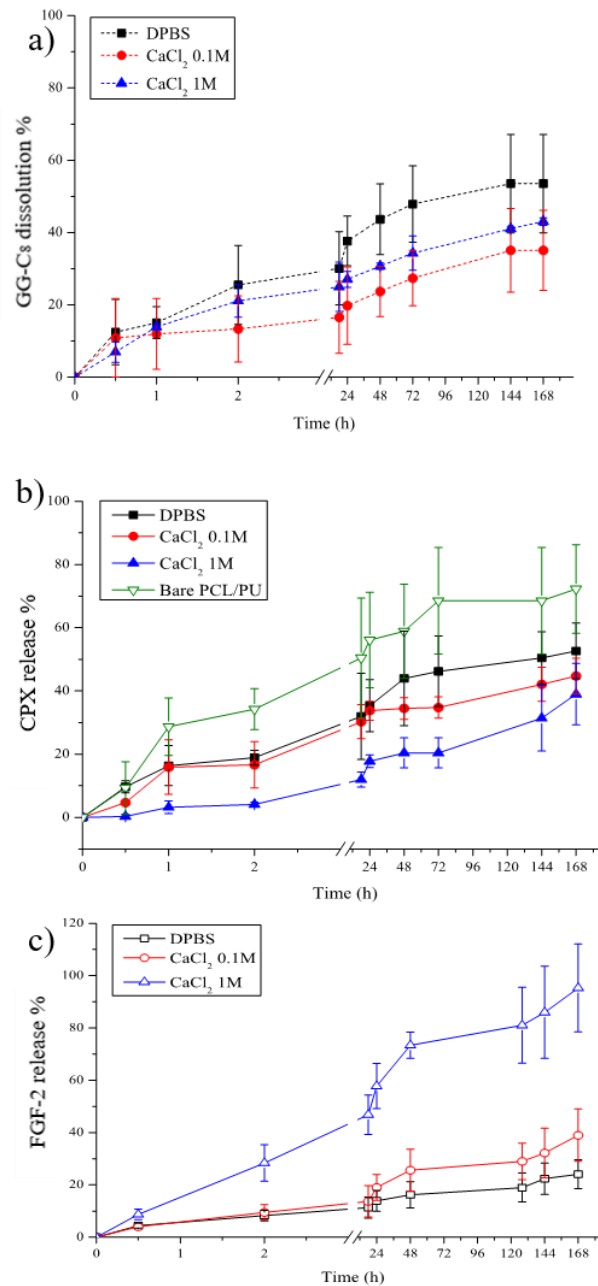 a)
DPBS
CaCl₂ 0.1M
CaCl₂ 1M
GG-C8 dissolution %
100
80
60
40
20
0
0 1 2 24 48 72 96 120 144 168
Time (h)
b)
DPBS
CaCl₂ 0.1M
CaCl₂ 1M
Bare PCL/PU
CPX release %
100
80
60
40
20
0
0 1 2 24 48 72 96 120 144 168
Time (h)
c)
DPBS
CaCl₂ 0.1M
CaCl₂ 1M
FGF-2 release %
120
100
80
60
40
20
0
0 1 2 24 48 72 96 120 144 168
Time (h)